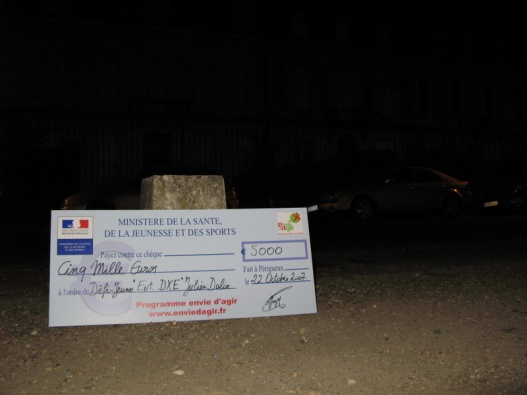 MINISTERE DE LA SANTE,
DE LA JEUNESSE ET DES SPORTS
Payez contre ce chèque
€ 5000
Cinq Mille Euros
Fait à Périgueux
à l'ordre de Défi Jeunes Ent DXE "Julien Dalie
le 22 Octobre 2007
Programme envie d'agir
www.enviedagir.fr